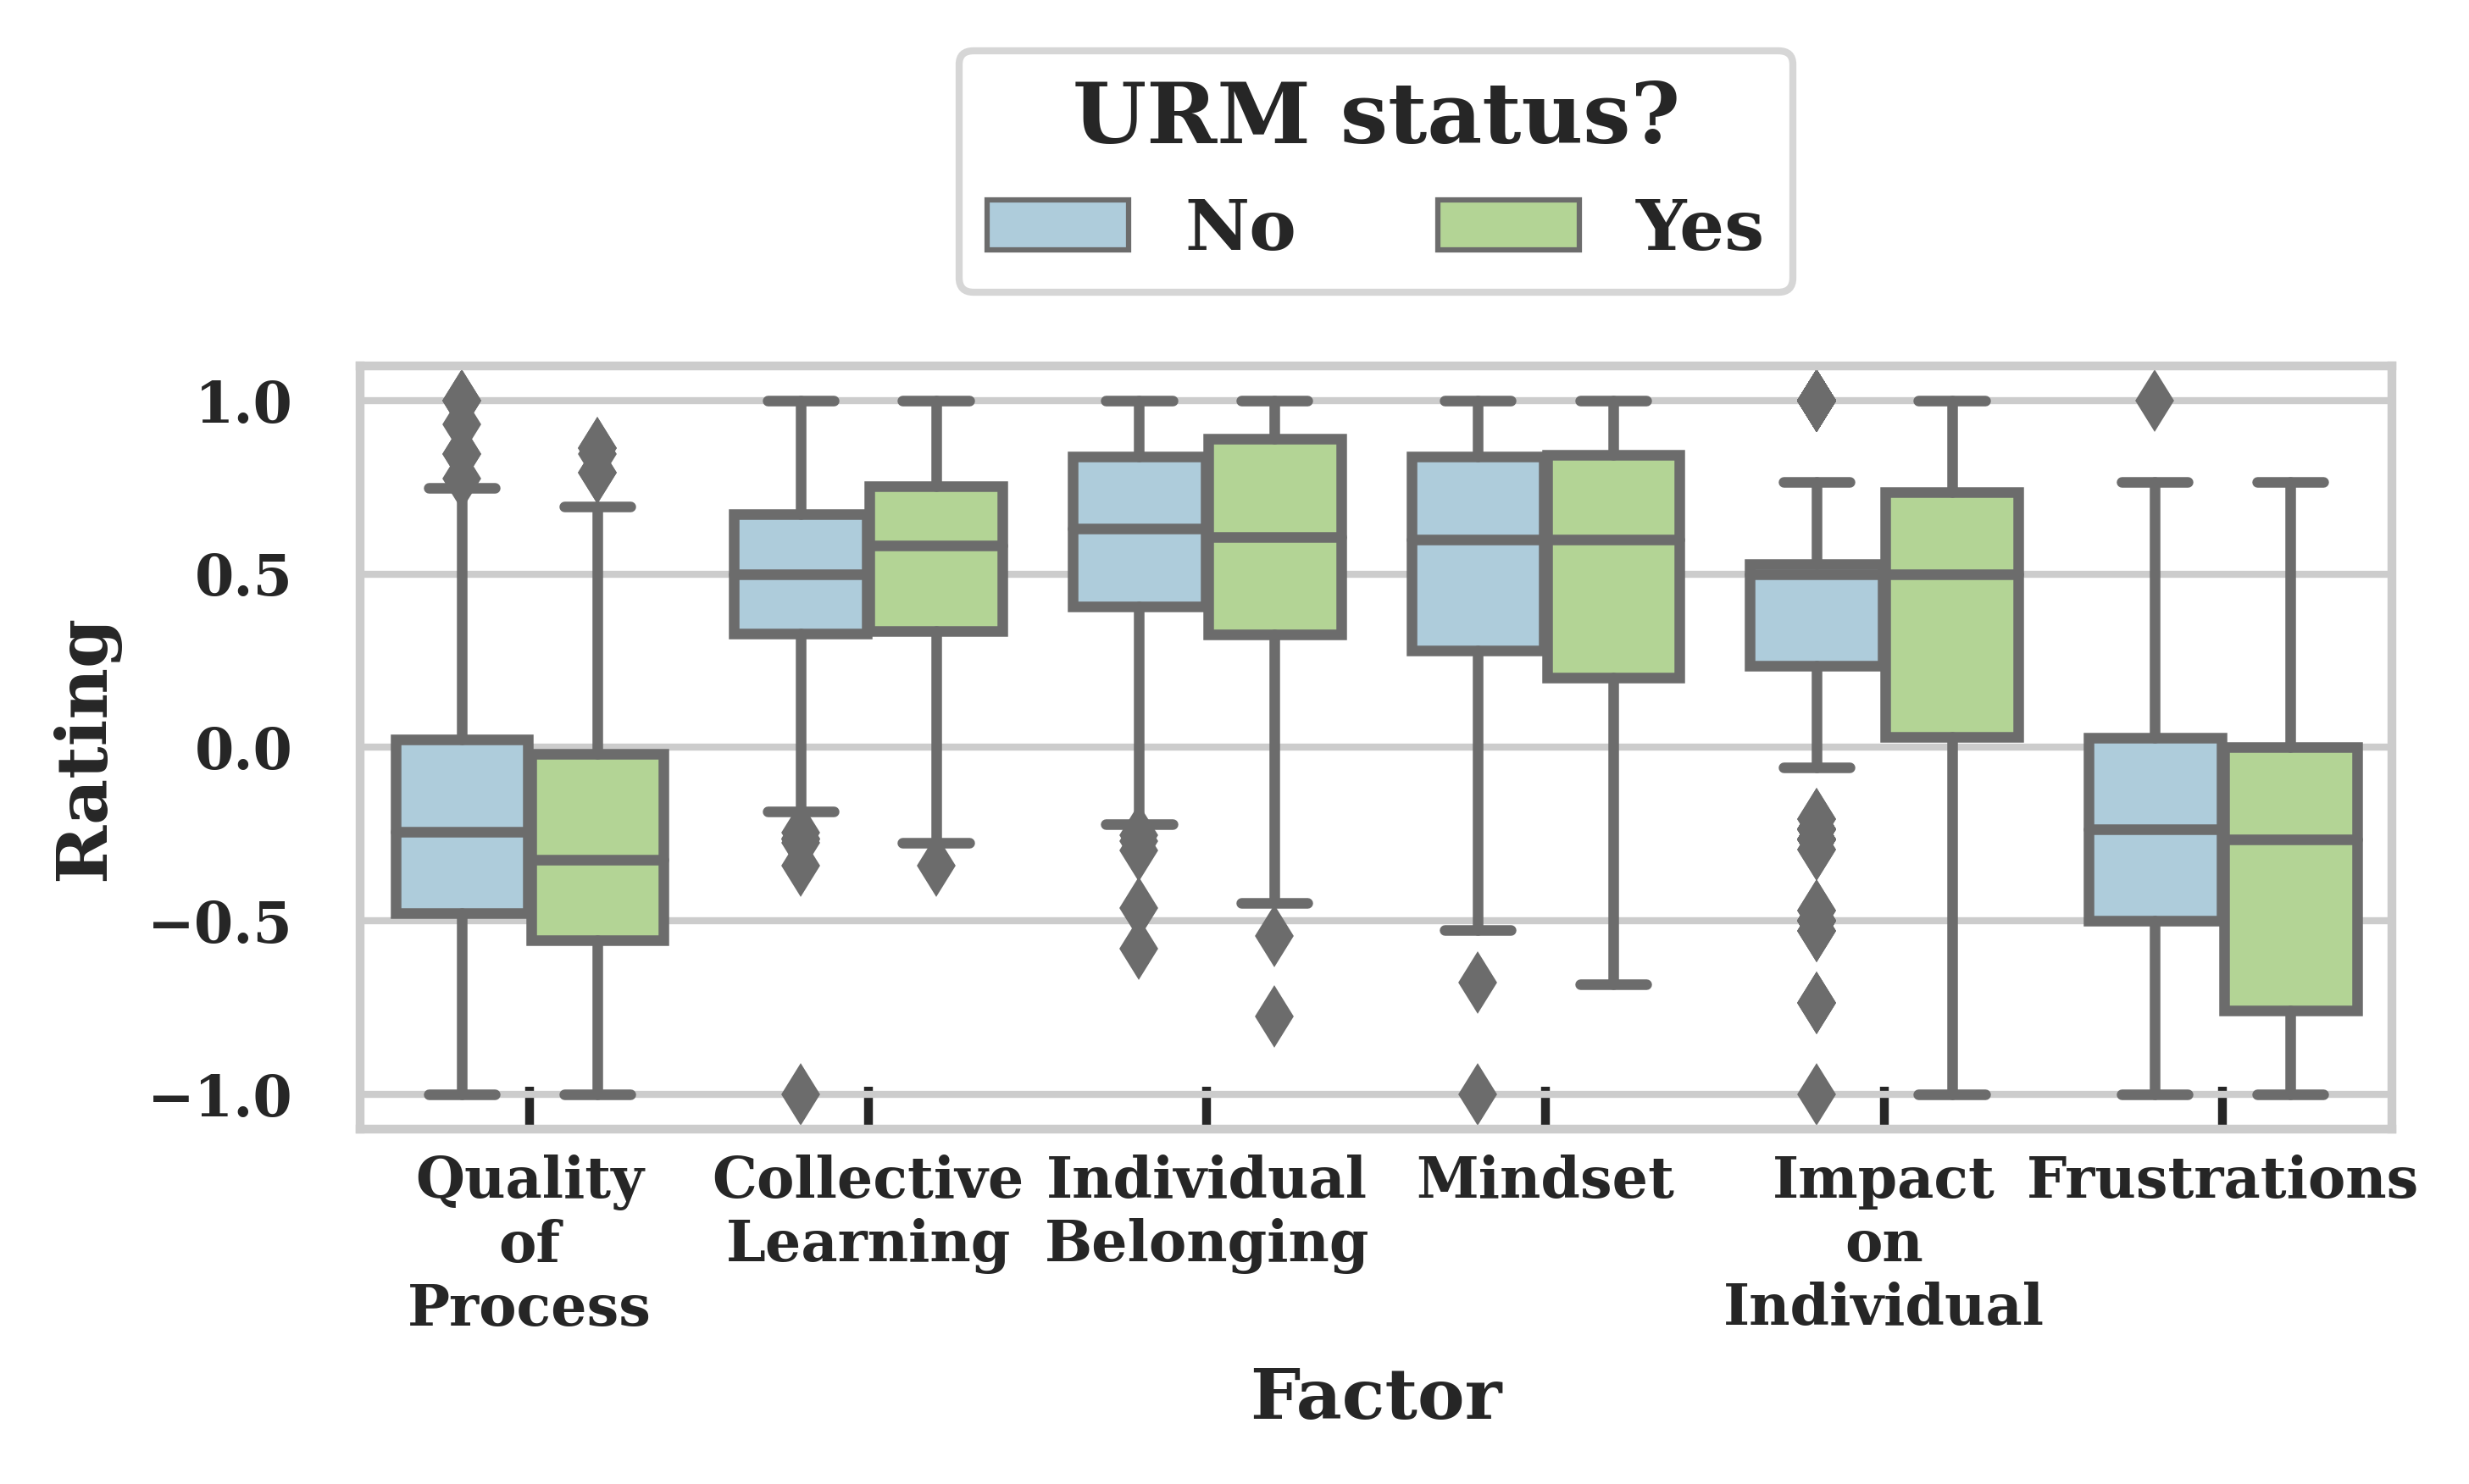 URM status?
No Yes
1.0
0.5
0.0
−0.5
−1.0
Rating
Quality
of
Process
Collective
Learning
Individual
Belonging
Mindset
Impact
on
Individual
Frustrations
Factor